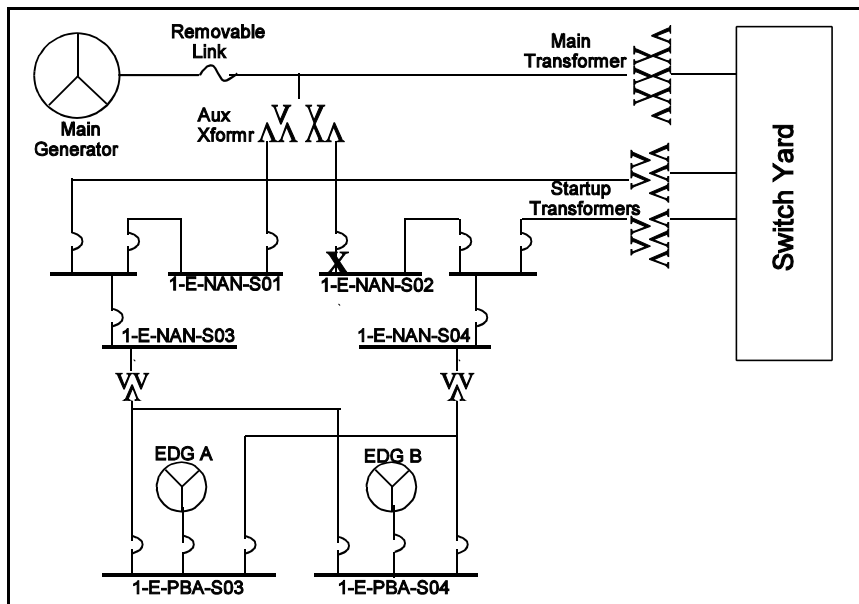 Removable
Link
Main
Transformer
Main
Generator
Aux
Xformr
Startup
Transformers
Switch Yard
1-E-NAN-S01
1-E-NAN-S02
X
1-E-NAN-S03
1-E-NAN-S04
EDG A
EDG B
1-E-PBA-S03
1-E-PBA-S04